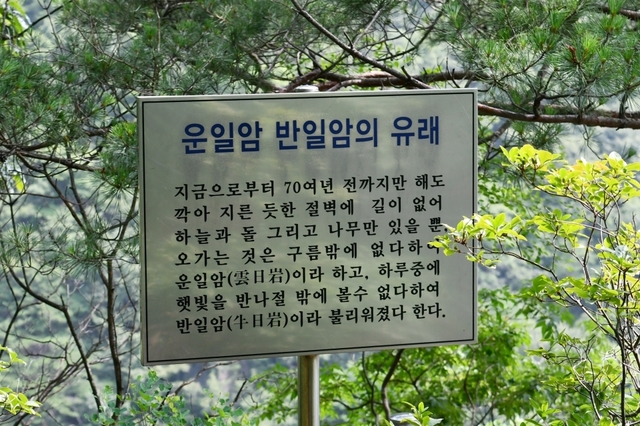 운일암 반일암의 유래
지금으로부터 70여년 전까지만 해도
깍아 지른 듯한 절벽에 길이 없어
하늘과 돌 그리고 나무만 있을 뿐
오가는 것은 구름밖에 없다하여
운일암(雲日岩)이라 하고, 하루중에
햇빛을 반나절 밖에 볼수 없다하여
반일암(牛日岩)이라 불리워졌다 한다.